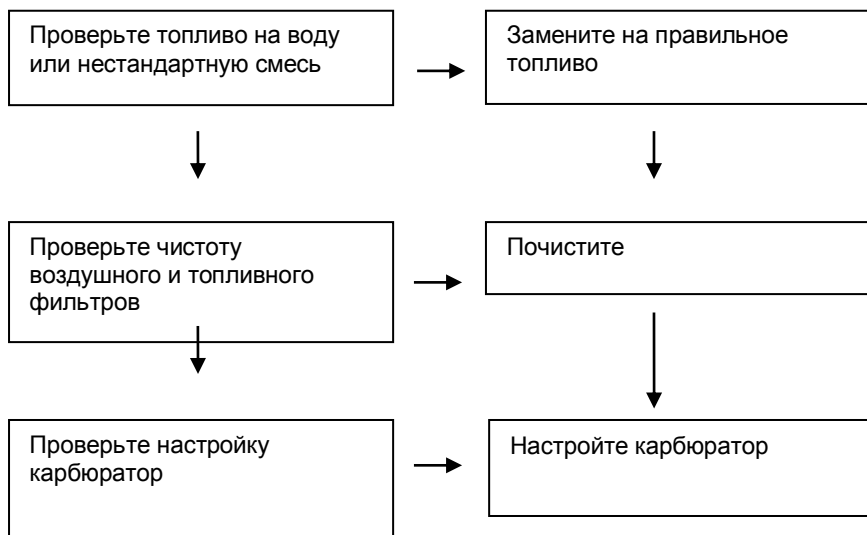 Проверьте топливо на воду
или нестандартную смесь
Замените на правильное
топливо
Проверьте чистоту
воздушного и топливного
фильтров
Почистите
Проверьте настройку
карбюратор
Настройте карбюратор